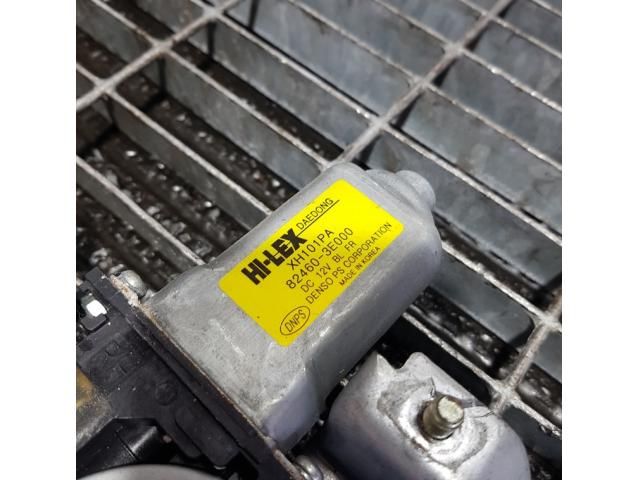 HI-LEX DAEDONG
XH101PA
82460-3E000
DC 12V BL FR
DENSO PS CORPORATION
DNPS MADE IN KOREA